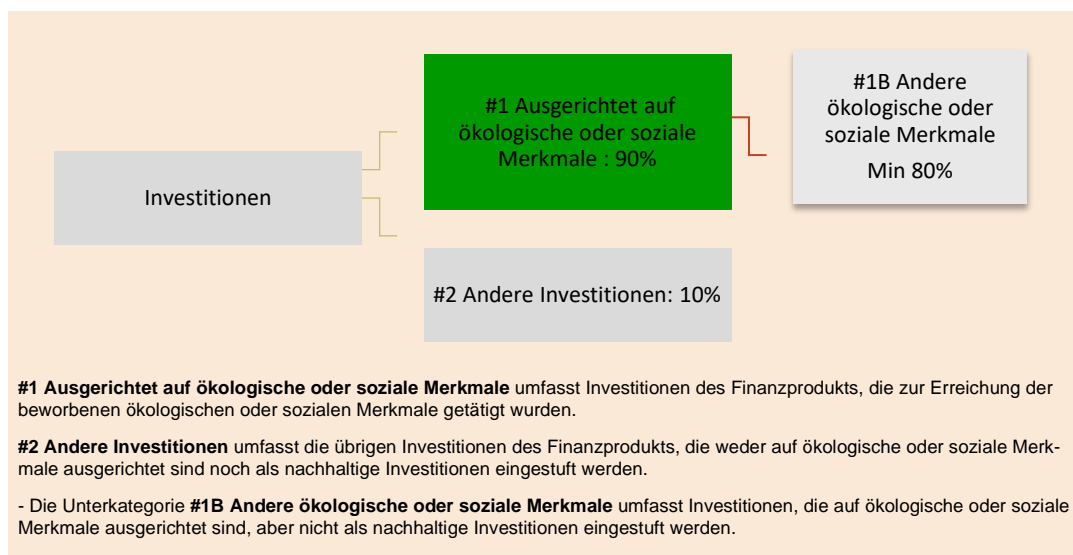 Investitionen
#1 Ausgerichtet auf
ökologische oder soziale
Merkmale : 90%
#1B Andere
ökologische oder
soziale Merkmale
Min 80%
#2 Andere Investitionen: 10%
#1 Ausgerichtet auf ökologische oder soziale Merkmale umfasst Investitionen des Finanzprodukts, die zur Erreichung der
beworbenen ökologischen oder sozialen Merkmale getätigt wurden.
#2 Andere Investitionen umfasst die übrigen Investitionen des Finanzprodukts, die weder auf ökologische oder soziale Merk-
male ausgerichtet sind noch als nachhaltige Investitionen eingestuft werden.
- Die Unterkategorie #1B Andere ökologische oder soziale Merkmale umfasst Investitionen, die auf ökologische oder soziale
Merkmale ausgerichtet sind, aber nicht als nachhaltige Investitionen eingestuft werden.